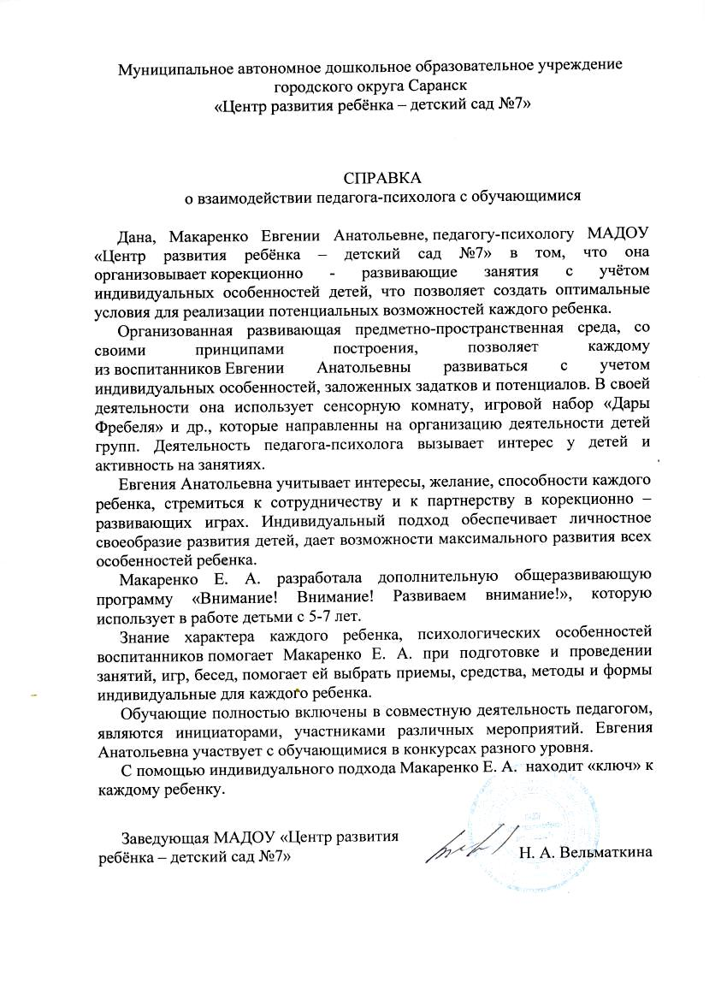 Муниципальное автономное дошкольное образовательное учреждение
городского округа Саранск
«Центр развития ребёнка – детский сад №7»
СПРАВКА
о взаимодействии педагога-психолога с обучающимися
Дана, Макаренко Евгении Анатольевне, педагогу-психологу МАДОУ
«Центр развития ребёнка – детский сад №7» в том, что она
организовывает корекционно - развивающие занятия с учётом
индивидуальных особенностей детей, что позволяет создать оптимальные
условия для реализации потенциальных возможностей каждого ребенка.
Организованная развивающая предметно-пространственная среда, со
своими принципами построения, позволяет каждому
из воспитанников Евгении Анатольевны развиваться с учетом
индивидуальных особенностей, заложенных задатков и потенциалов. В своей
деятельности она использует сенсорную комнату, игровой набор «Дары
Фребеля» и др., которые направленны на организацию деятельности детей
групп. Деятельность педагога-психолога вызывает интерес у детей и
активность на занятиях.
Евгения Анатольевна учитывает интересы, желание, способности каждого
ребенка, стремиться к сотрудничеству и к партнерству в корекционно –
развивающих играх. Индивидуальный подход обеспечивает личностное
своеобразие развития детей, дает возможности максимального развития всех
особенностей ребенка.
Макаренко Е. А. разработала дополнительную общеразвивающую
программу «Внимание! Внимание! Развиваем внимание!», которую
использует в работе детьми с 5-7 лет.
Знание характера каждого ребенка, психологических особенностей
воспитанников помогает Макаренко Е. А. при подготовке и проведении
занятий, игр, бесед, помогает ей выбрать приемы, средства, методы и формы
индивидуальные для каждого ребенка.
Обучающие полностью включены в совместную деятельность педагогом,
являются инициаторами, участниками различных мероприятий. Евгения
Анатольевна участвует с обучающимися в конкурсах разного уровня.
С помощью индивидуального подхода Макаренко Е. А. находит «ключ» к
каждому ребенку.
Заведующая МАДОУ «Центр развития
ребёнка – детский сад №7»
Н. А. Вельматкина